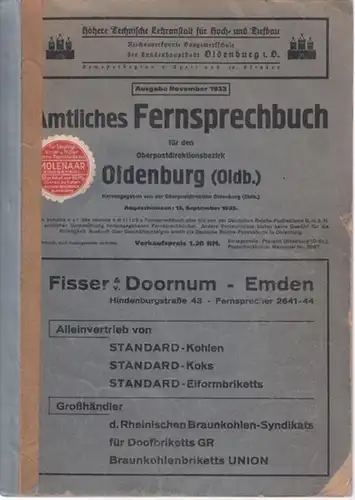 Höhere Technische Lehranstalt für Hoch- und Tiefbau
Reichsanerkannte Baugewerkschule
der Landeshauptstadt Oldenburg i.O.
Ausgabe November 1933
Amtliches Fernsprechbuch
für den
Oberpostdirektionsbezirk
Oldenburg (Oldb.)
Herausgegeben von der Oberpostdirektion Oldenburg (Oldb.)
Abgeschlossen: 15. September 1933.
MOLENAAR
Verkaufspreis 1,20 RM.
Fisser & v. Doornum - Emden
Hindenburgstraße 43 - Fernsprecher 2641-44
Alleinvertrieb von
STANDARD-Kohlen
STANDARD-Koks
STANDARD-Eiformbriketts
Großhändler
d. Rheinischen Braunkohlen-Syndikats
für Doofbriketts GR
Braunkohlenbriketts UNION